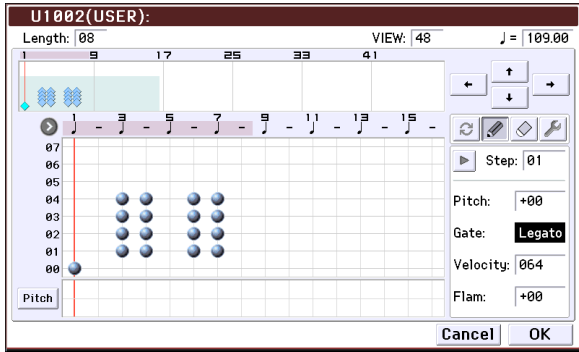 U1002(USER):
Length: 08 VIEW: 48 ♩= 109.00
1 9 17 25 33 41
1 - 3 - 5 - 7 - 9 - 11 - 13 - 15 -
07
06 Step: 01
05
04 Pitch: +00
03
02 Gate: Legato
01
00 Velocity: 064
Pitch Flam: +00
Cancel OK